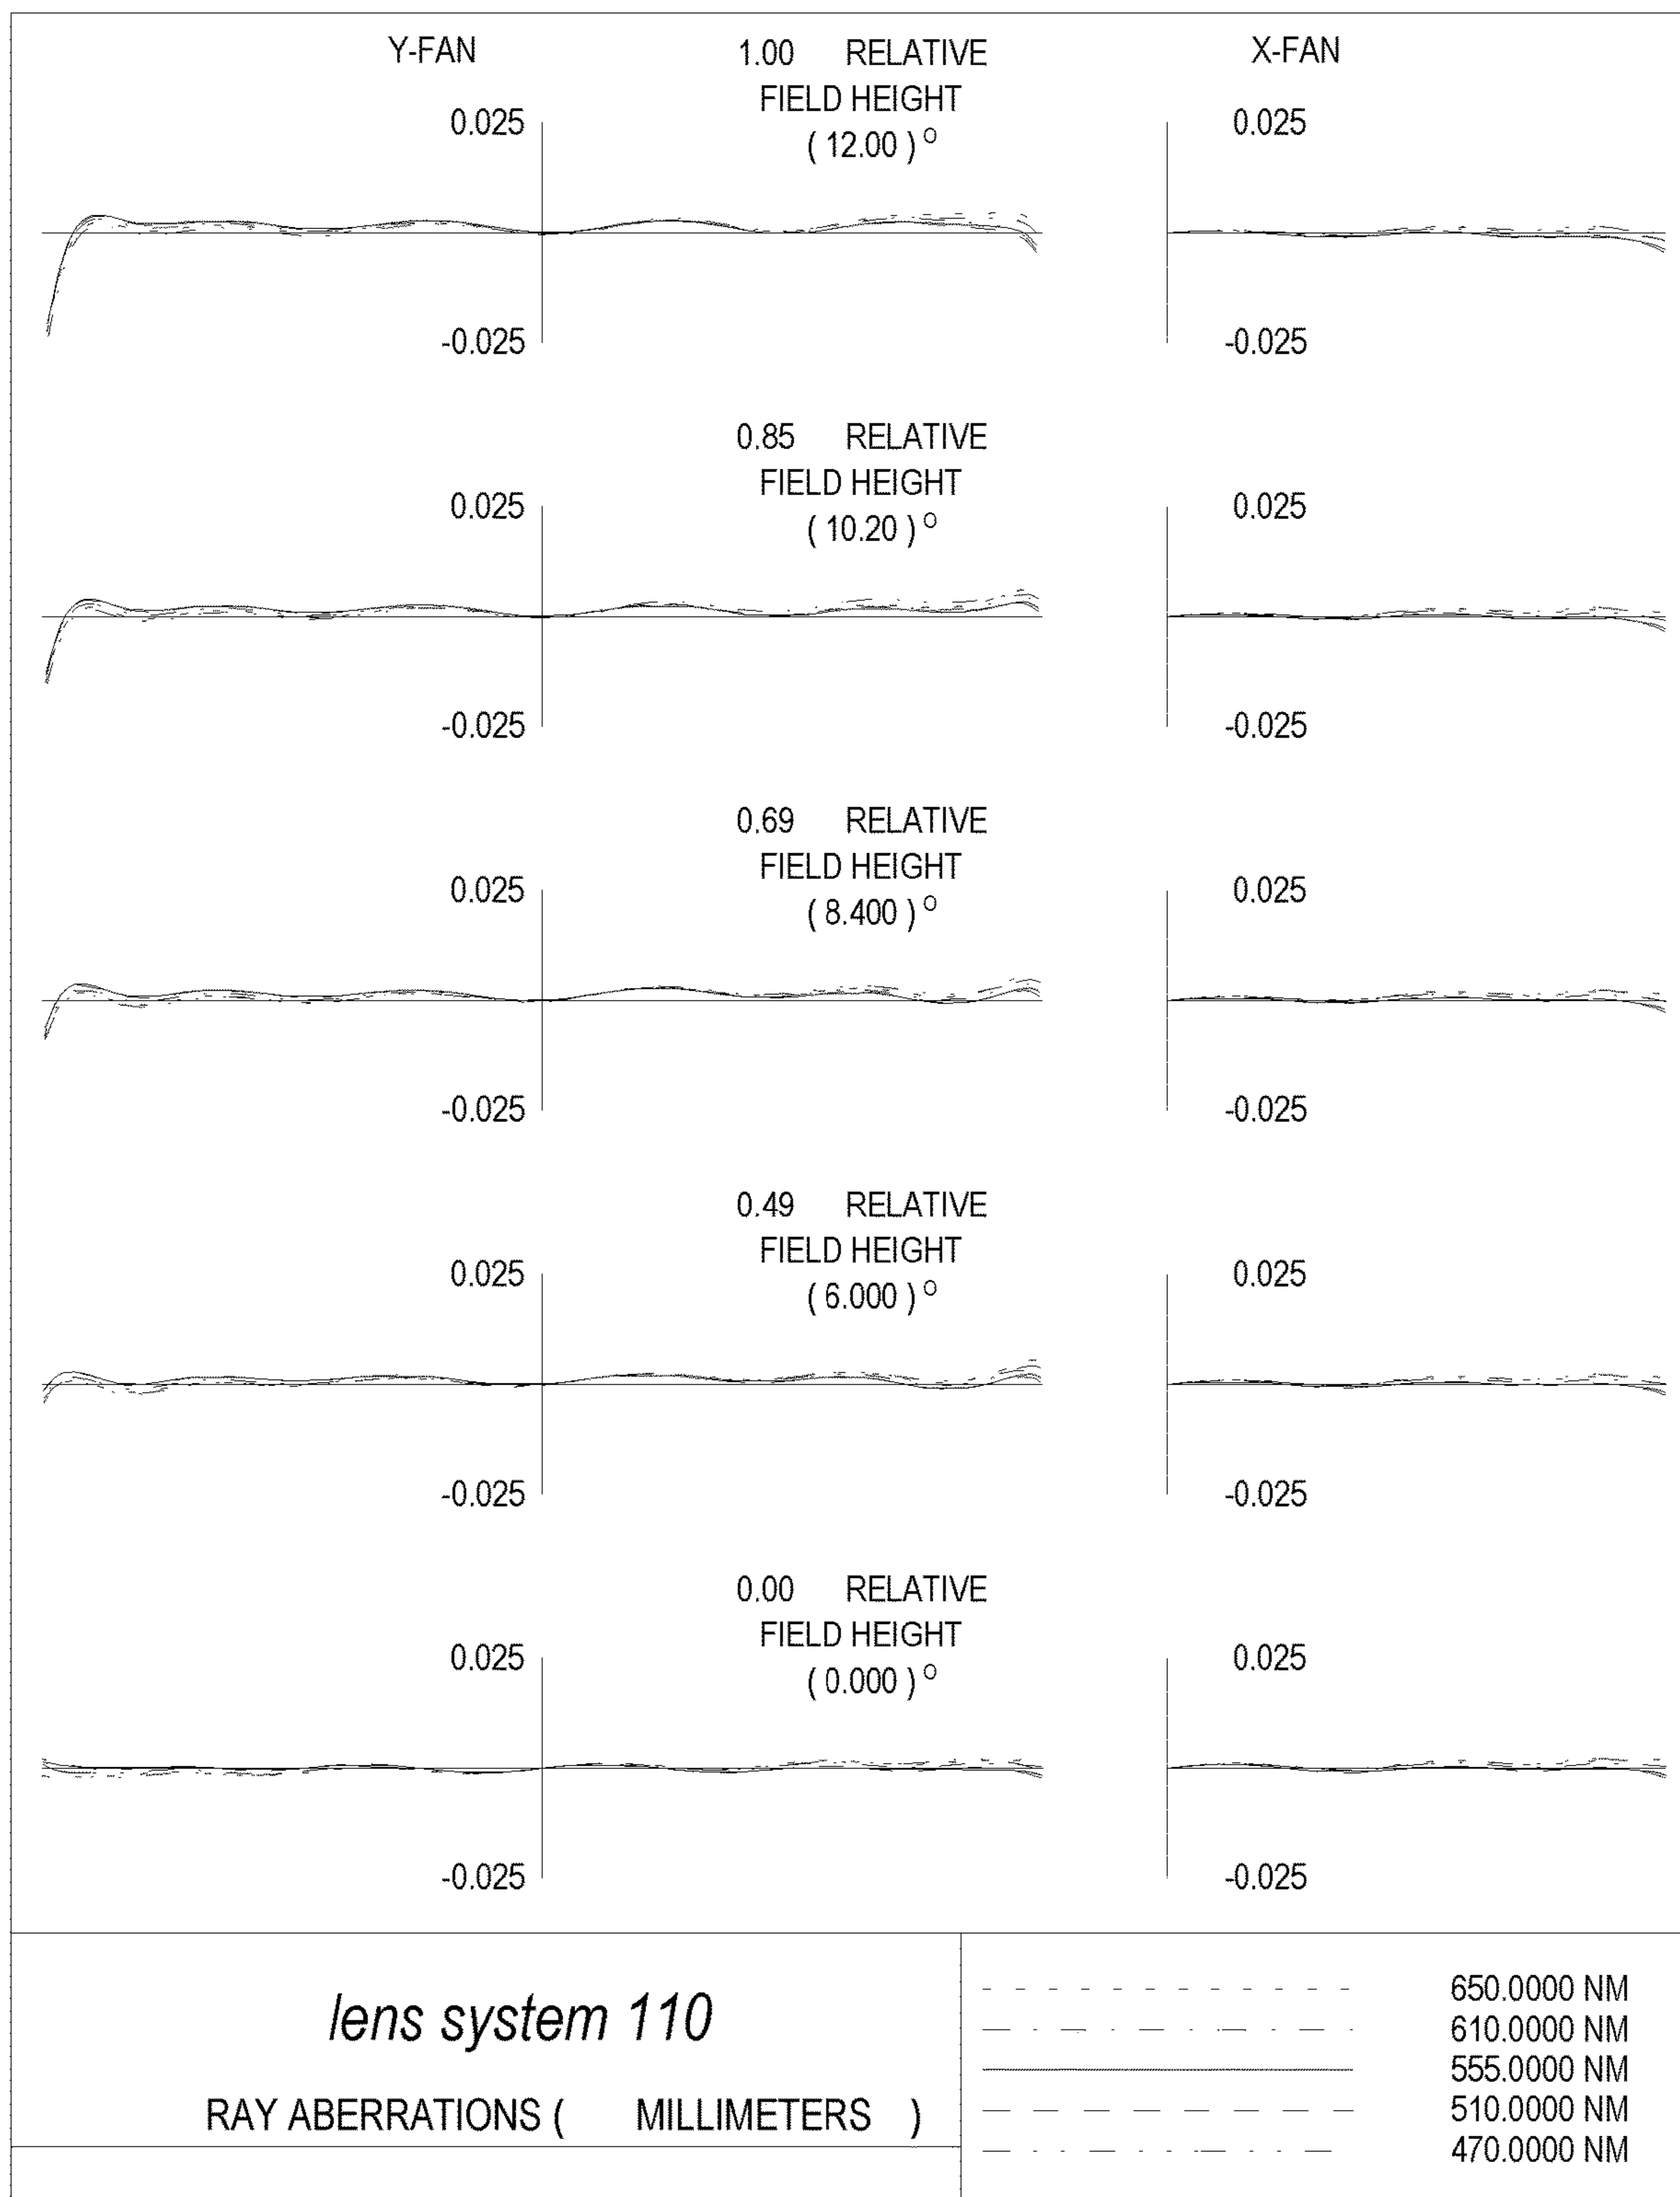 Y-FAN
1.00 RELATIVE
FIELD HEIGHT
( 12.00 ) O
X-FAN
0.025
-0.025
0.025
-0.025
0.85 RELATIVE
FIELD HEIGHT
( 10.20 ) O
0.025
-0.025
0.025
-0.025
0.69 RELATIVE
FIELD HEIGHT
( 8.400 ) O
0.025
-0.025
0.025
-0.025
0.49 RELATIVE
FIELD HEIGHT
( 6.000 ) O
0.025
-0.025
0.025
-0.025
0.00 RELATIVE
FIELD HEIGHT
( 0.000 ) O
0.025
-0.025
0.025
-0.025
lens system 110
RAY ABERRATIONS ( MILLIMETERS )
650.0000 NM
610.0000 NM
555.0000 NM
510.0000 NM
470.0000 NM